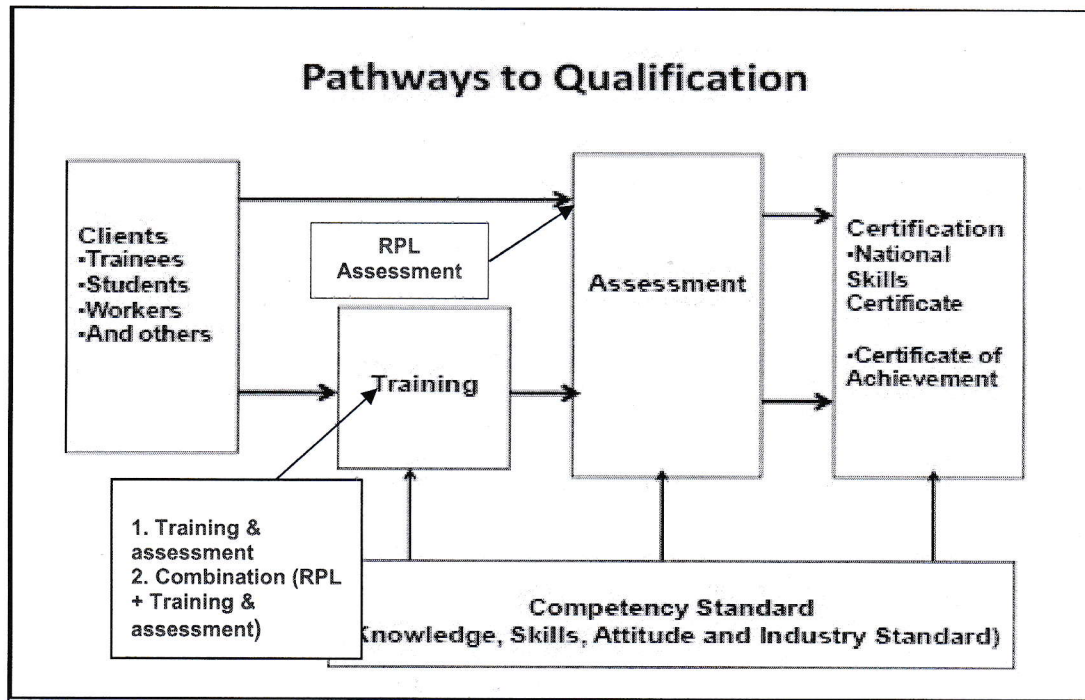 Pathways to Qualification
Clients
▪Trainees
▪Students
▪Workers
▪And others
RPL
Assessment
Training
Assessment
Certification
▪National
Skills
Certificate
▪Certificate of
Achievement
1. Training &
assessment
2. Combination (RPL
+ Training &
assessment)
Competency Standard
Knowledge, Skills, Attitude and Industry Standard)